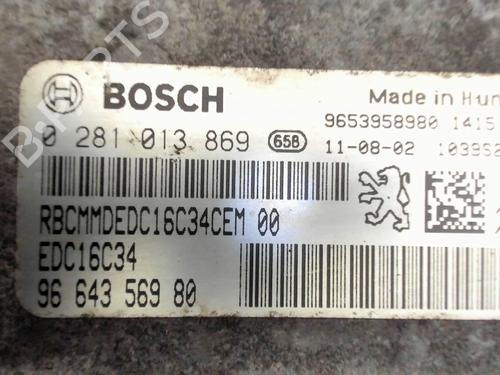 BOSCH
Made in Hun
0 281 013 869 65B
9653958980 1415
11-08-02 103952
RBCMMDEDC16C34CEM 00
EDC16C34
96 643 569 80